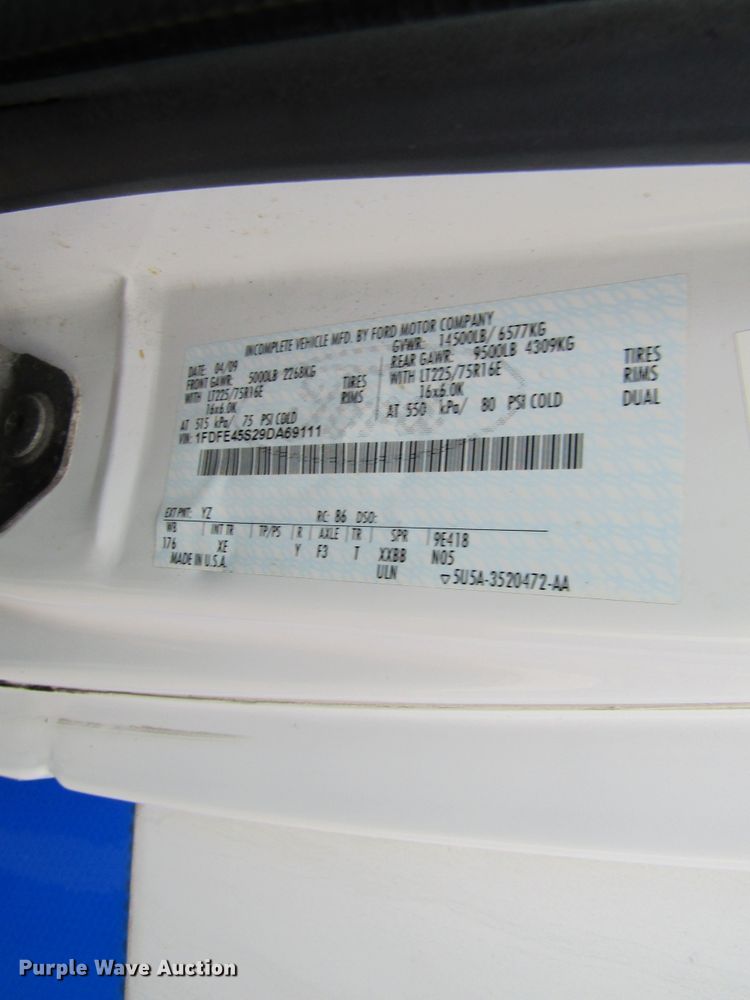 INCOMPLETE VEHICLE MFD. BY FORD MOTOR COMPANY
DATE: 04/09 GVWR: 14500LB/ 6577KG
FRONT GAWR: 5000LB 2268KG REAR GAWR: 9500LB 4309KG
WITH LT225/75R16E TIRES WITH LT225/75R16E TIRES
16x6.0K RIMS 16x6.0K RIMS
AT 515 kPa/ 75 PSI COLD AT 550 kPa/ 80 PSI COLD DUAL
VIN: 1FDFE45S29DA69111
EXT PNT: YZ RC: B6 DSO:
WB INT TR TP/PS R AXLE TR SPR 9E418
176 XE Y F3 T XXBB N05
MADE IN U.S.A. ULN ▽5U5A-3520472-AA
Purple Wave Auction